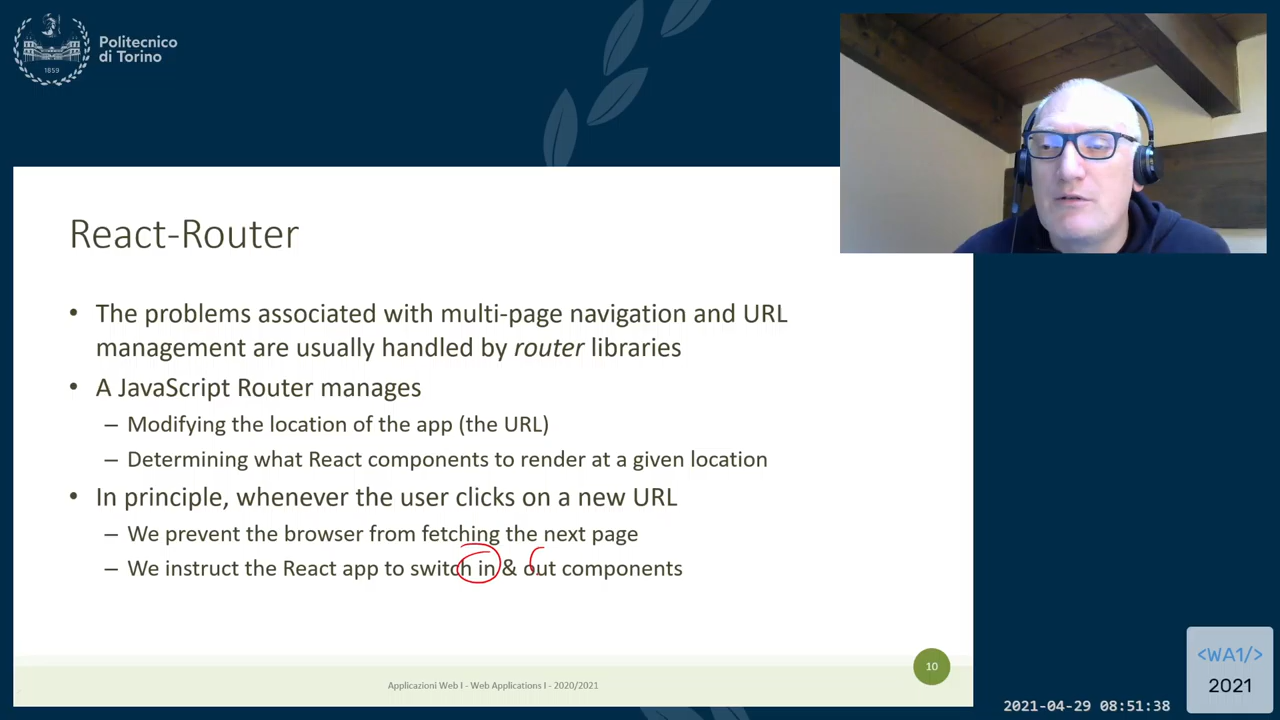 Politecnico
di Torino
1859
React-Router
• The problems associated with multi-page navigation and URL
management are usually handled by router libraries
• A JavaScript Router manages
– Modifying the location of the app (the URL)
– Determining what React components to render at a given location
• In principle, whenever the user clicks on a new URL
– We prevent the browser from fetching the next page
– We instruct the React app to switch in & out components
10
Applicazioni Web I - Web Applications I - 2020/2021
<WA1/>
2021
2021-04-29 08:51:38